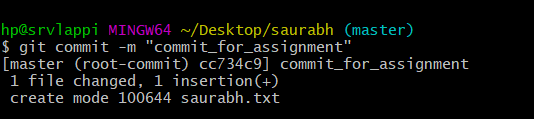 hp@srvlappi MINGW64 ~/Desktop/saurabh (master)
$ git commit -m "commit_for_assignment"
[master (root-commit) cc734c9] commit_for_assignment
 1 file changed, 1 insertion(+)
 create mode 100644 saurabh.txt